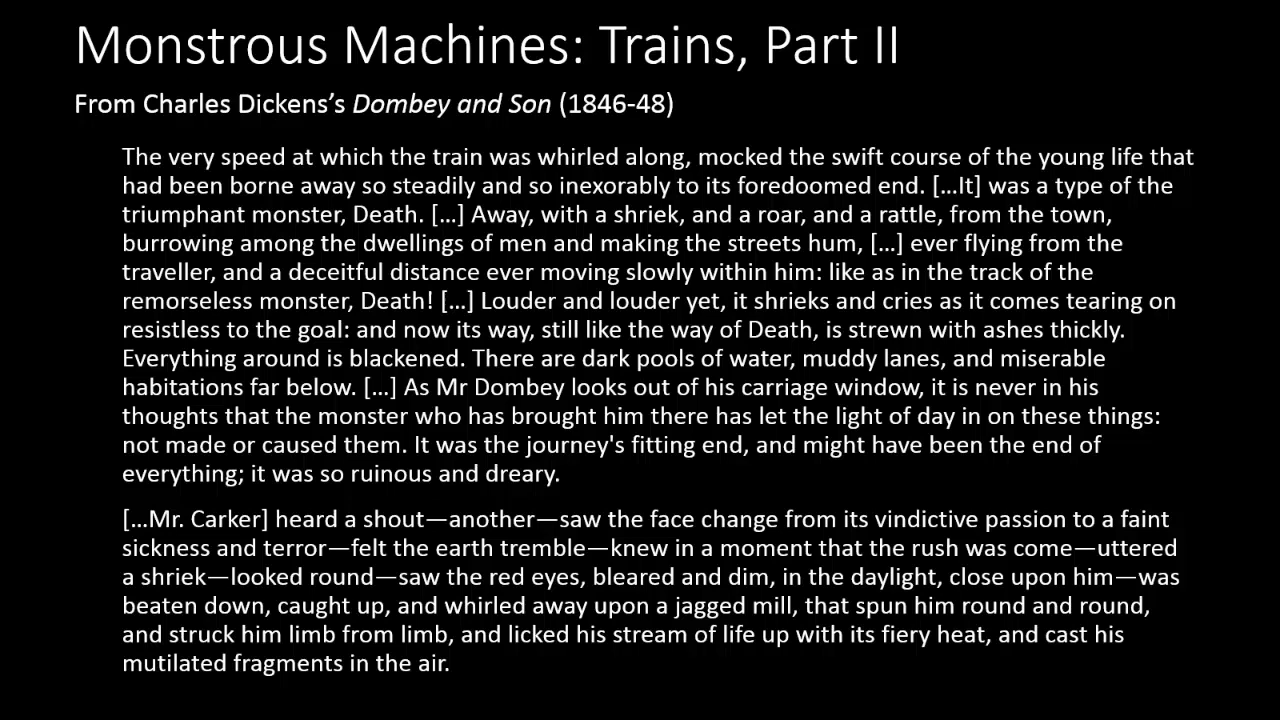 Monstrous Machines: Trains, Part II
From Charles Dickens’s Dombey and Son (1846-48)
The very speed at which the train was whirled along, mocked the swift course of the young life that
had been borne away so steadily and so inexorably to its foredoomed end. […It] was a type of the
triumphant monster, Death. […] Away, with a shriek, and a roar, and a rattle, from the town,
burrowing among the dwellings of men and making the streets hum, […] ever flying from the
traveller, and a deceitful distance ever moving slowly within him: like as in the track of the
remorseless monster, Death! […] Louder and louder yet, it shrieks and cries as it comes tearing on
resistless to the goal: and now its way, still like the way of Death, is strewn with ashes thickly.
Everything around is blackened. There are dark pools of water, muddy lanes, and miserable
habitations far below. […] As Mr Dombey looks out of his carriage window, it is never in his
thoughts that the monster who has brought him there has let the light of day in on these things:
not made or caused them. It was the journey's fitting end, and might have been the end of
everything; it was so ruinous and dreary.
[…Mr. Carker] heard a shout—another—saw the face change from its vindictive passion to a faint
sickness and terror—felt the earth tremble—knew in a moment that the rush was come—uttered
a shriek—looked round—saw the red eyes, bleared and dim, in the daylight, close upon him—was
beaten down, caught up, and whirled away upon a jagged mill, that spun him round and round,
and struck him limb from limb, and licked his stream of life up with its fiery heat, and cast his
mutilated fragments in the air.